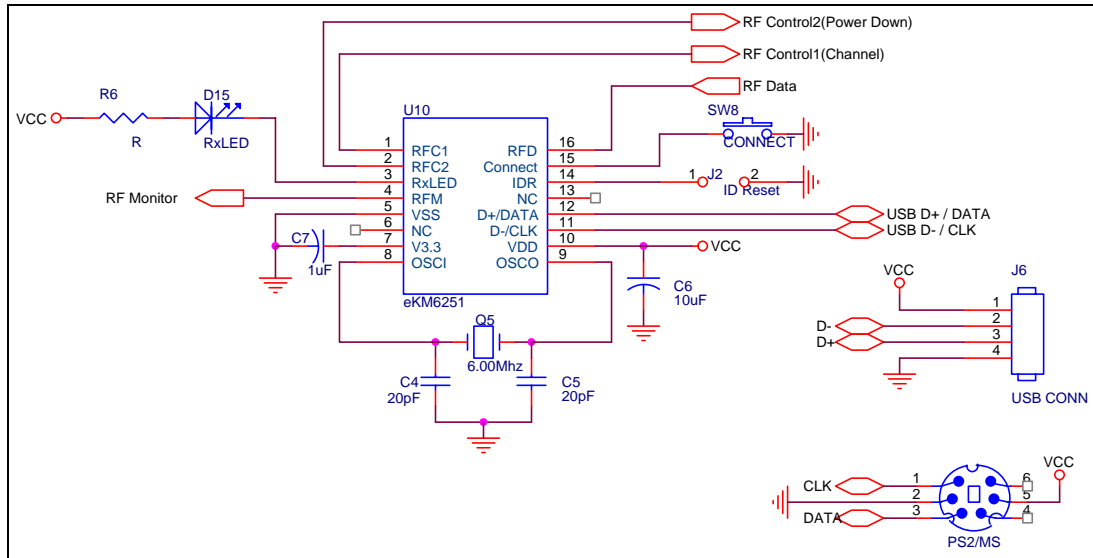 RF Control2(Power Down)
RF Control1(Channel)
RF Data
R6
D15
VCC
R
RxLED
U10
SW8
CONNECT
1 RFC1 RFD 16
2 RFC2 Connect 15
3 RxLED IDR 14
4 RFM NC 13
5 VSS D+/DATA 12
6 NC D-/CLK 11
7 V3.3 VDD 10
8 OSCI OSCO 9
eKM6251
1 J2 2
ID Reset
RF Monitor
USB D+ / DATA
USB D- / CLK
VCC
C7
1uF
C6
10uF
Q5
6.00Mhz
C4
20pF
C5
20pF
VCC
J6
1
D- 2
D+ 3
4
USB CONN
VCC
CLK 1 6
2 5
DATA 3 4
PS2/MS